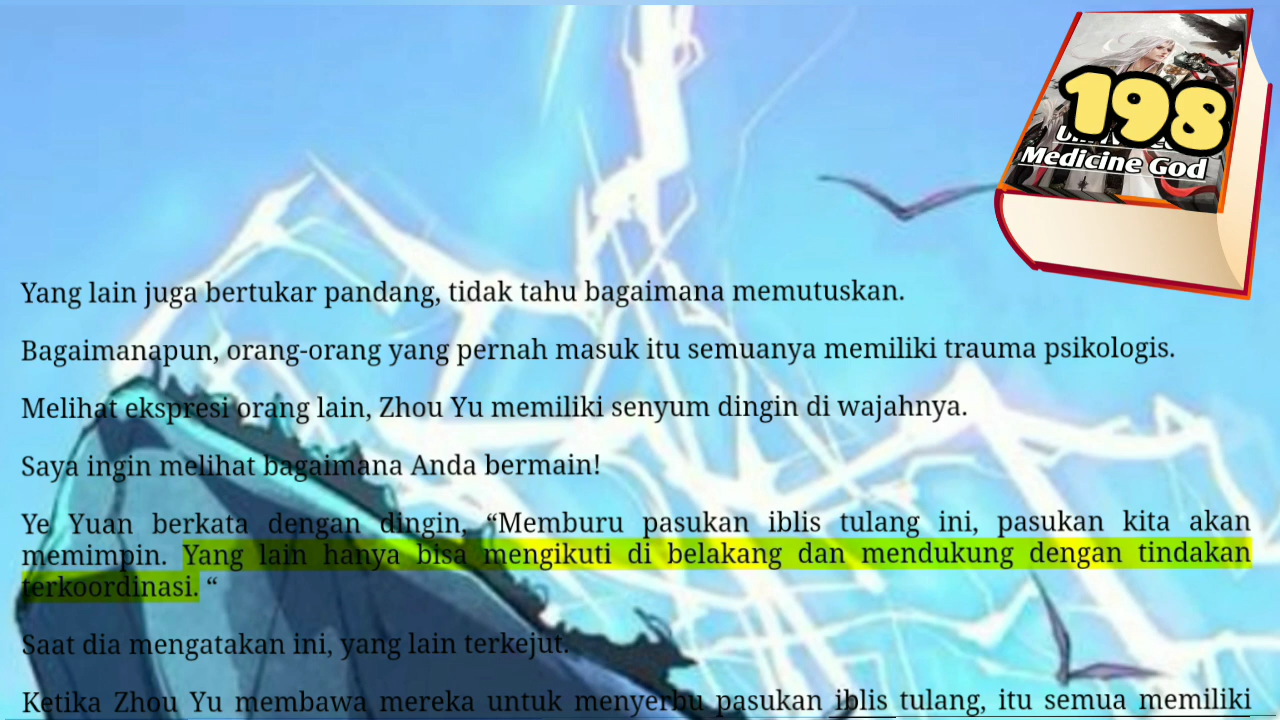 198
Medicine God
Yang lain juga bertukar pandang, tidak tahu bagaimana memutuskan.
Bagaimanapun, orang-orang yang pernah masuk itu semuanya memiliki trauma psikologis.
Melihat ekspresi orang lain, Zhou Yu memiliki senyum dingin di wajahnya.
Saya ingin melihat bagaimana Anda bermain!
Ye Yuan berkata dengan dingin, “Memburu pasukan iblis tulang ini, pasukan kita akan
memimpin. Yang lain hanya bisa mengikuti di belakang dan mendukung dengan tindakan
terkoordinasi. “
Saat dia mengatakan ini, yang lain terkejut.
Ketika Zhou Yu membawa mereka untuk menyerbu pasukan iblis tulang, itu semua memiliki